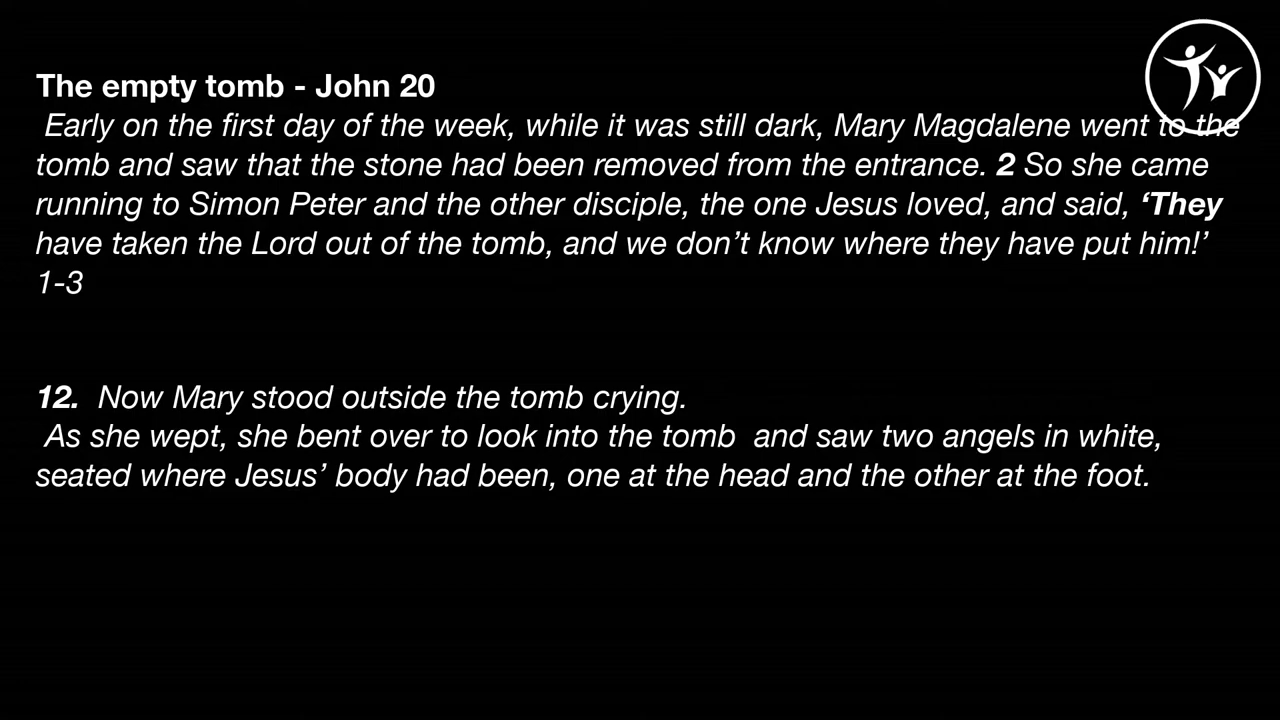 The empty tomb - John 20
Early on the first day of the week, while it was still dark, Mary Magdalene went to the
tomb and saw that the stone had been removed from the entrance. 2 So she came
running to Simon Peter and the other disciple, the one Jesus loved, and said, ‘They
have taken the Lord out of the tomb, and we don’t know where they have put him!’
1-3
12.  Now Mary stood outside the tomb crying.
As she wept, she bent over to look into the tomb  and saw two angels in white,
seated where Jesus’ body had been, one at the head and the other at the foot.